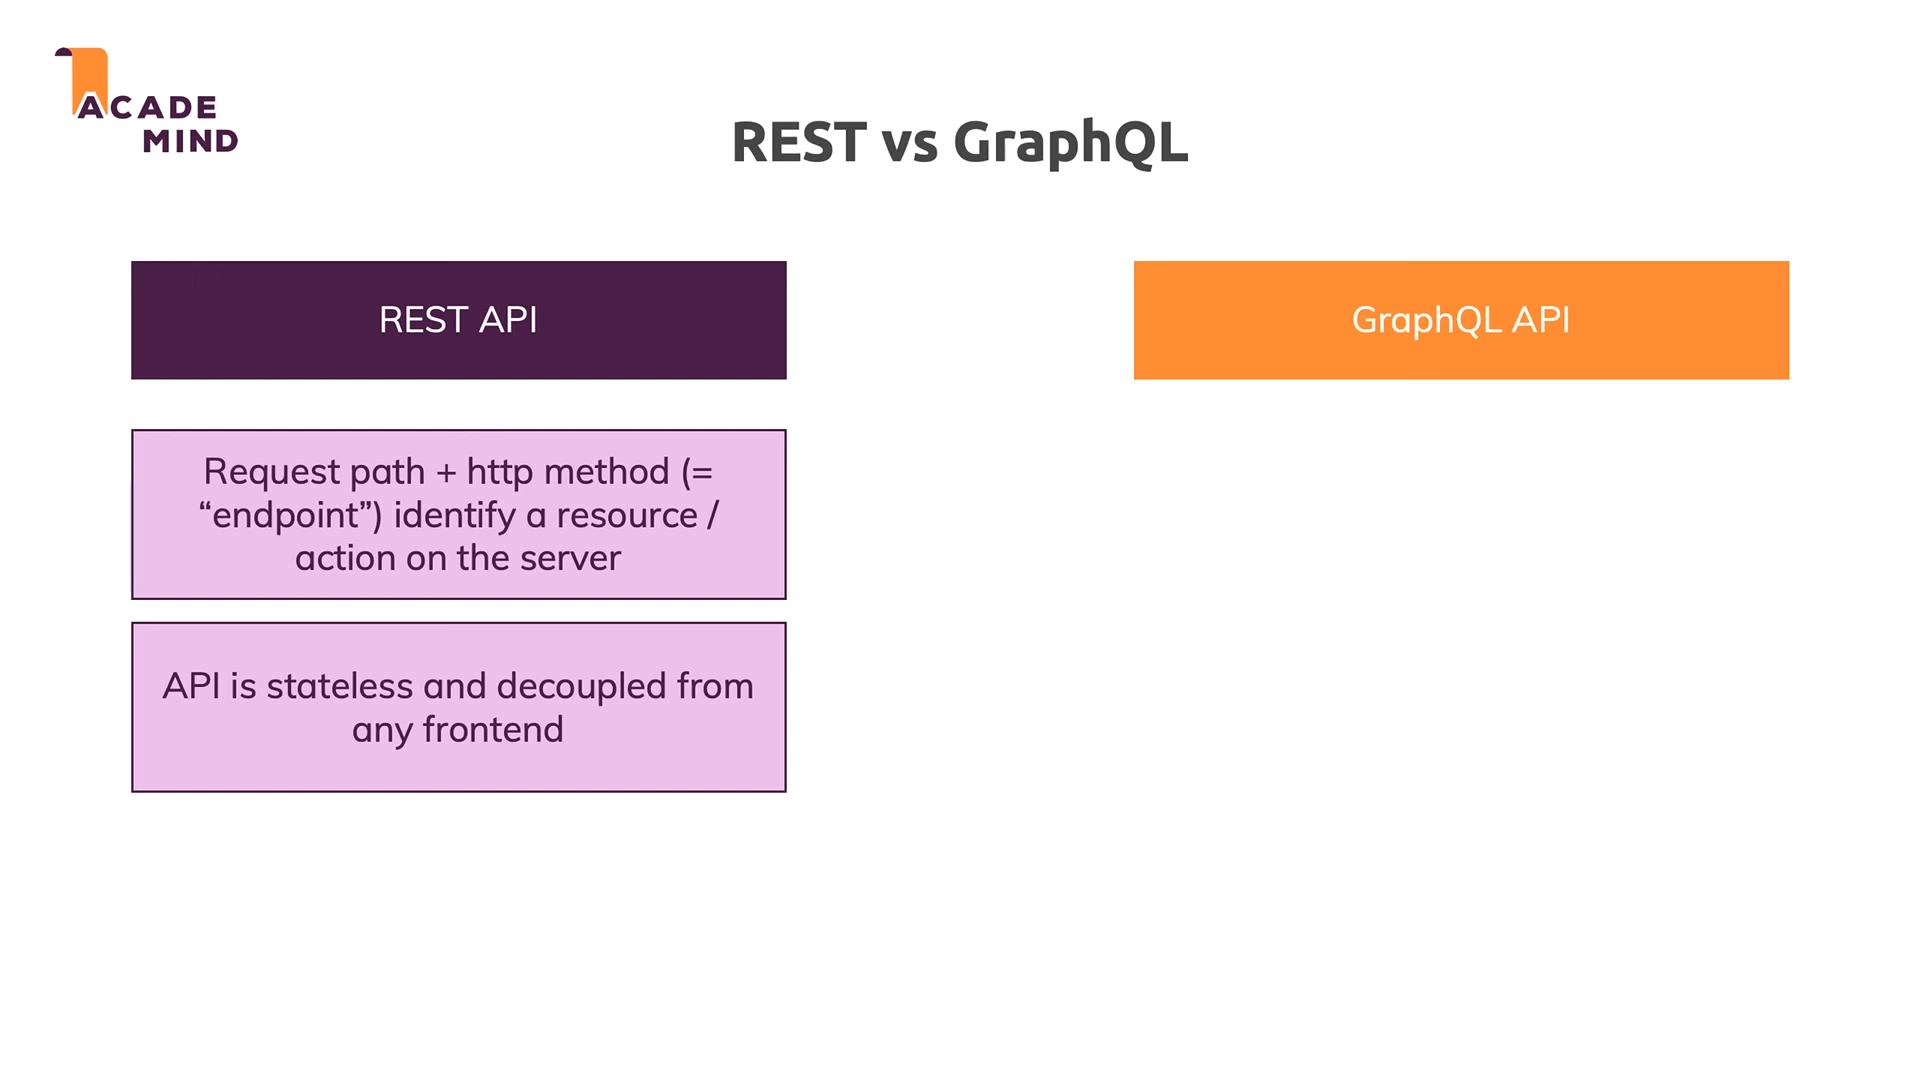 ACADE
MIND
REST vs GraphQL
REST API
GraphQL API
Request path + http method (=
“endpoint”) identify a resource /
action on the server
API is stateless and decoupled from
any frontend